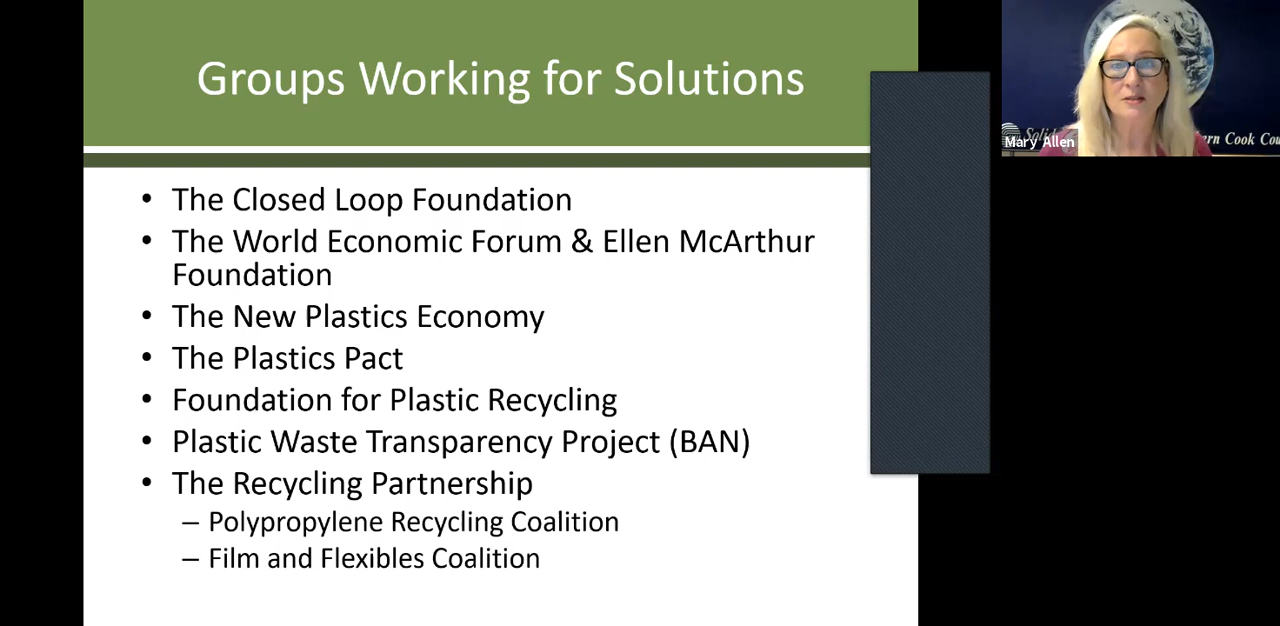 Groups Working for Solutions
• The Closed Loop Foundation
• The World Economic Forum & Ellen McArthur
Foundation
• The New Plastics Economy
• The Plastics Pact
• Foundation for Plastic Recycling
• Plastic Waste Transparency Project (BAN)
• The Recycling Partnership
– Polypropylene Recycling Coalition
– Film and Flexibles Coalition
Solid
Cook
Mary Allen